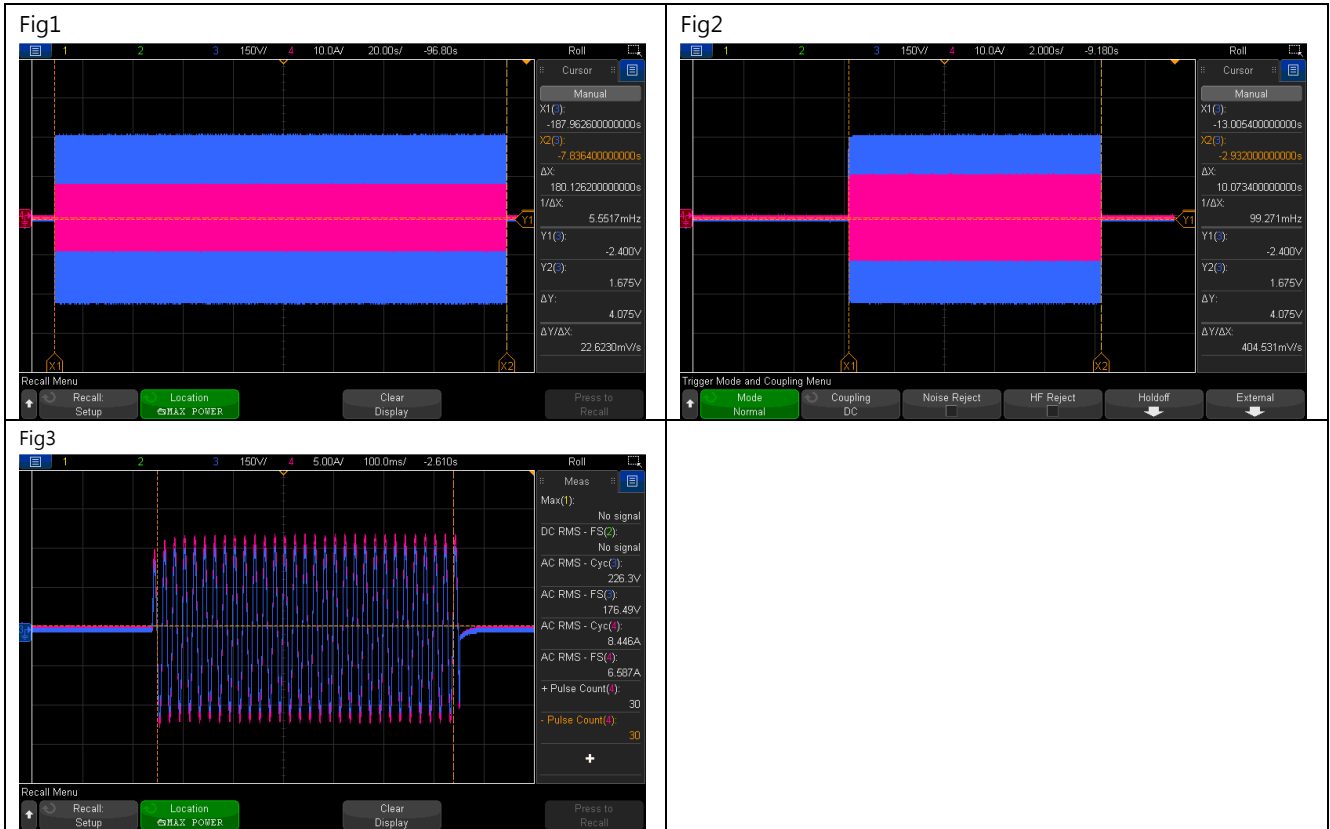 Fig1
1 2 3 150V/ 4 10.0A/ 20.00s/ -96.80s Roll
Cursor
Manual
X1(3):
-187.962600000000s
X2(3):
-7.836400000000s
ΔX:
180.126200000000s
1/ΔX:
5.5517mHz
Y1(3):
-2.400V
Y2(3):
1.675V
ΔY:
4.075V
ΔY/ΔX:
22.6230mV/s
Y1
X1 X2
Recall Menu
Recall: Location Clear Press to
Setup MAX POWER Display Recall
Fig2
1 2 3 150V/ 4 10.0A/ 2.000s/ -9.180s Roll
Cursor
Manual
X1(3):
-13.005400000000s
X2(3):
-2.932000000000s
ΔX:
10.073400000000s
1/ΔX:
99.271mHz
Y1(3):
-2.400V
Y2(3):
1.675V
ΔY:
4.075V
ΔY/ΔX:
404.531mV/s
Y1
X1 X2
Trigger Mode and Coupling Menu
Mode Coupling Noise Reject HF Reject Holdoff External
Normal DC
Fig3
1 2 3 150V/ 4 5.00A/ 100.0ms/ -2.610s Roll
Meas
Max(1):
No signal
DC RMS - FS(2):
No signal
AC RMS - Cyc(3):
226.3V
AC RMS - FS(3):
176.49V
AC RMS - Cyc(4):
8.446A
AC RMS - FS(4):
6.587A
+ Pulse Count(4):
30
- Pulse Count(4):
30
+
Recall Menu
Recall: Location Clear Press to
Setup MAX POWER Display Recall